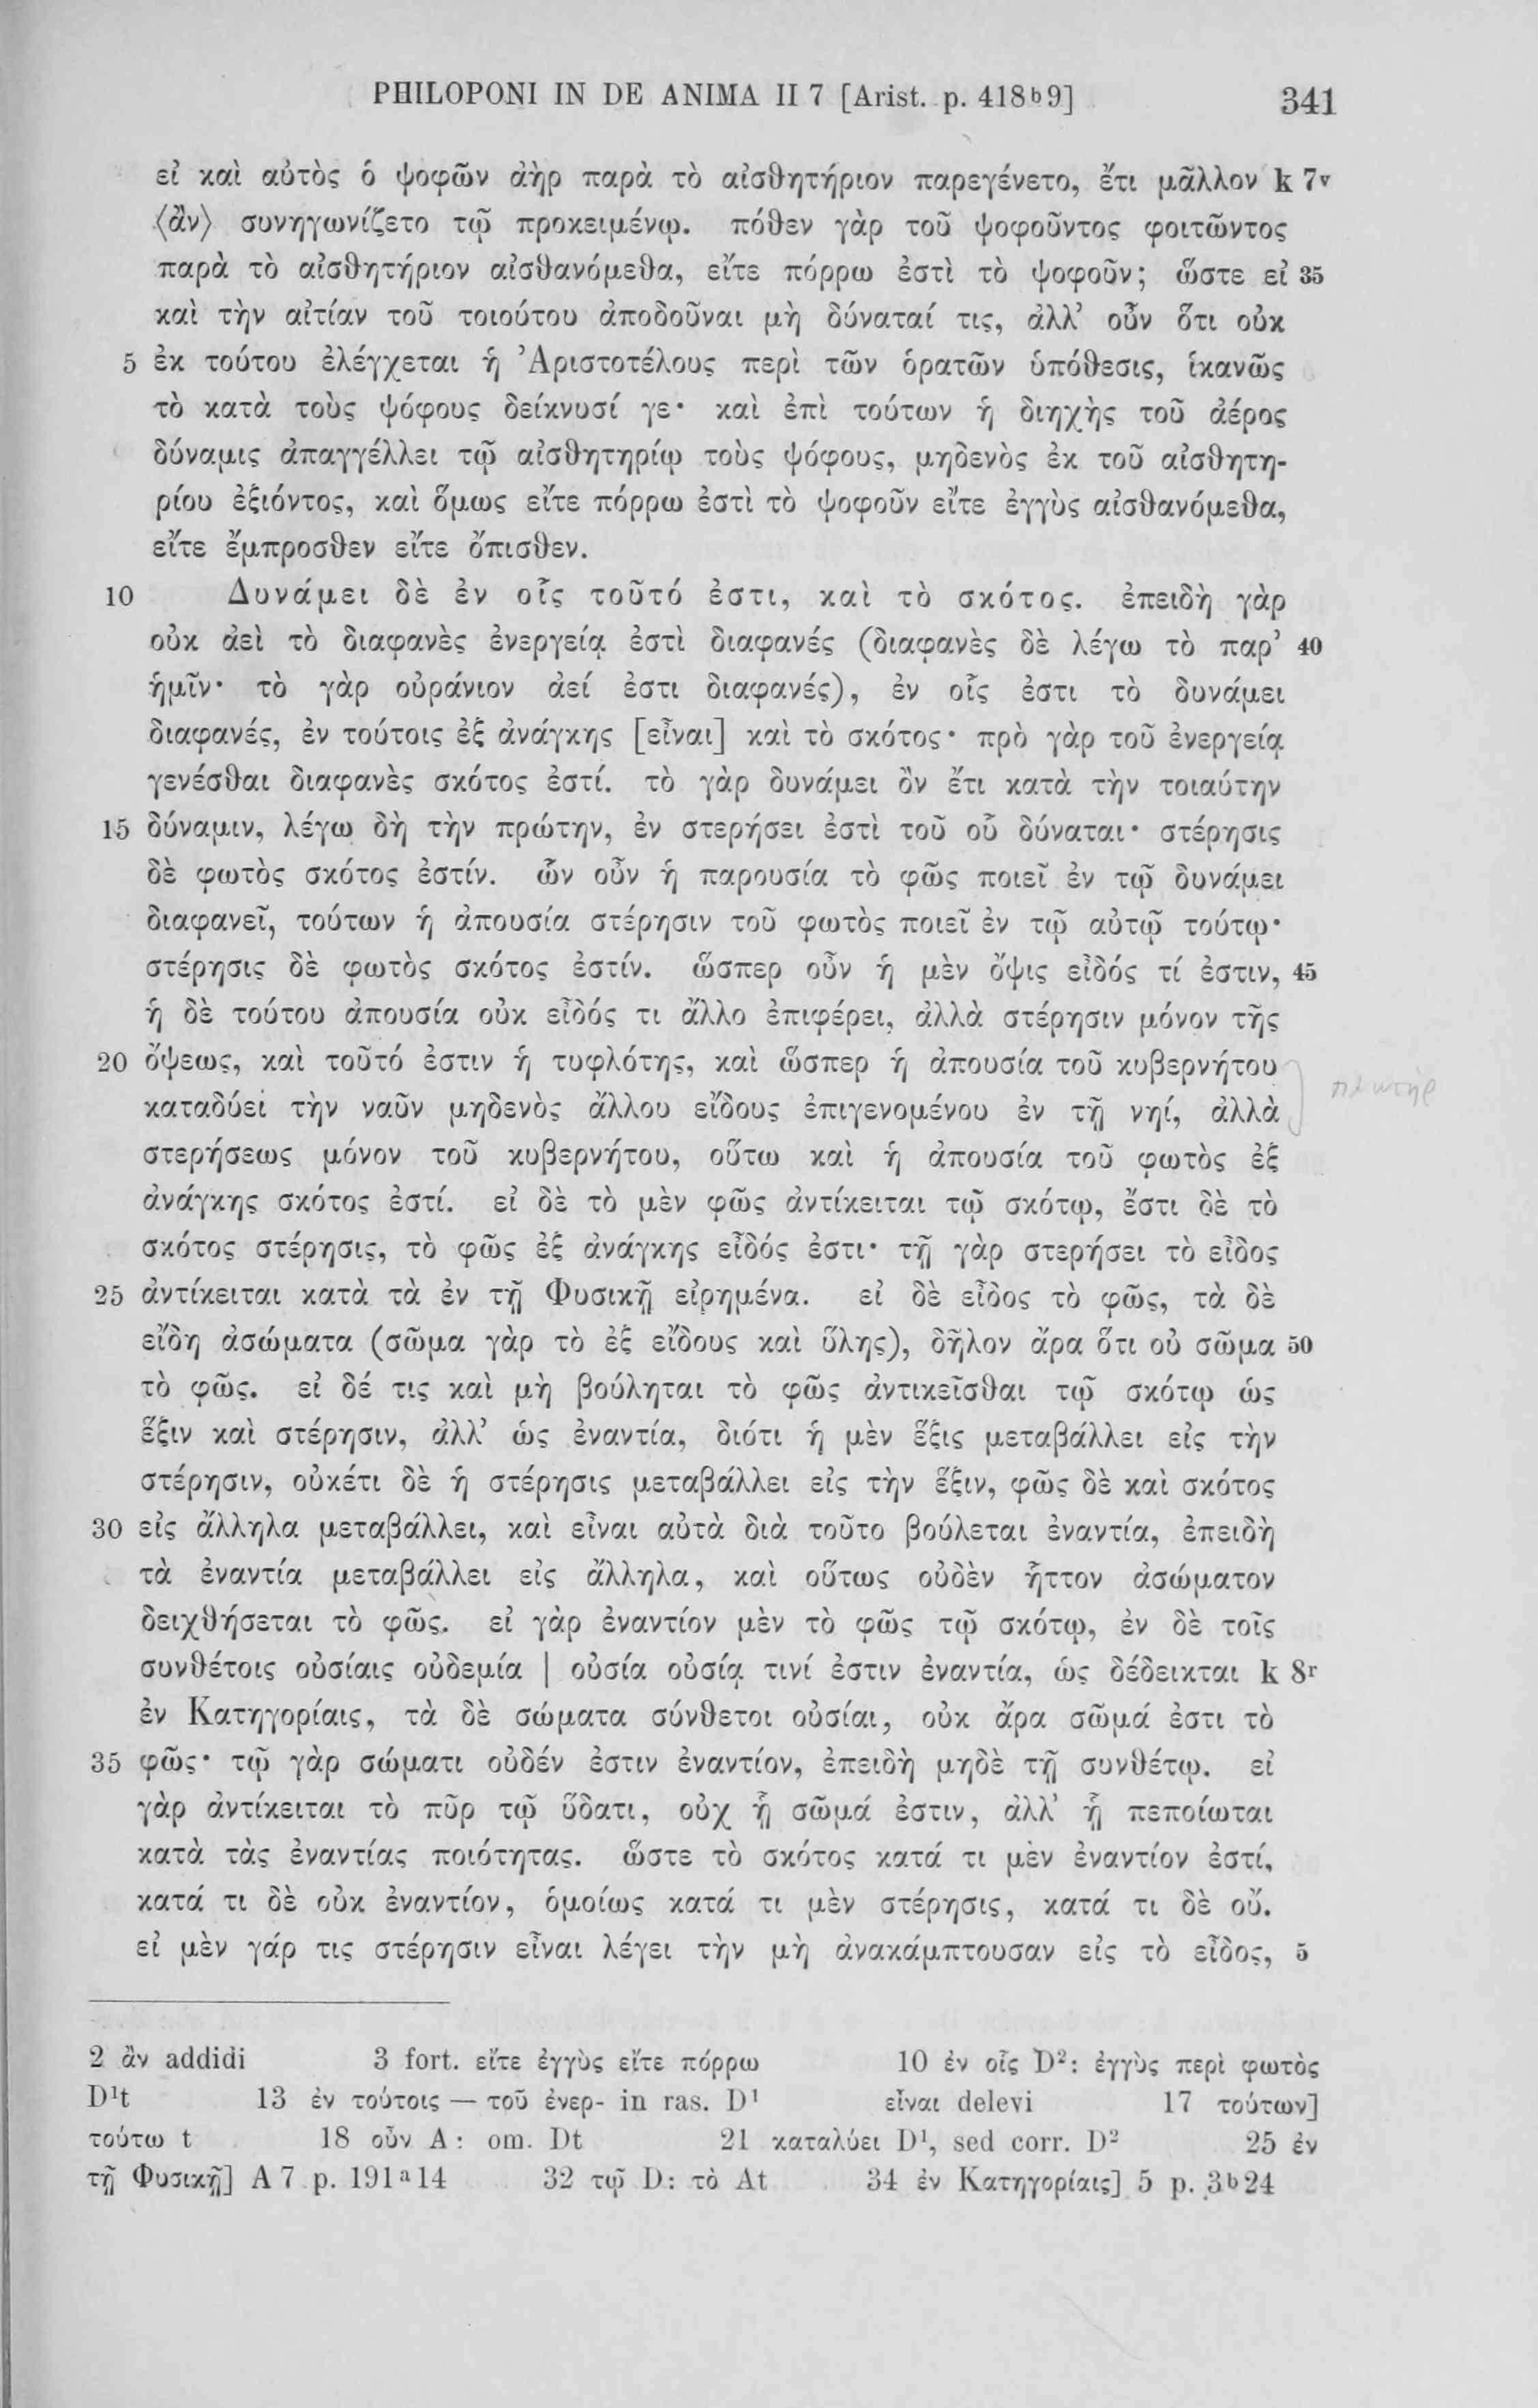 PHILOPONI IN DE ANIMA II 7 [Arist. p. 418ᵇ9] 341
εἰ καὶ αὐτὸς ὁ ψοφῶν ἀὴρ παρὰ τὸ αἰσθητήριον παρεγένετο, ἔτι μᾶλλον k 7ᵛ
⟨ἂν⟩ συνηγωνίζετο τῷ προκειμένῳ. πόθεν γὰρ τοῦ ψοφοῦντος φοιτῶντος
παρὰ τὸ αἰσθητήριον αἰσθανόμεθα, εἴτε πόρρω ἐστὶ τὸ ψοφοῦν; ὥστε εἰ 35
καὶ τὴν αἰτίαν τοῦ τοιούτου ἀποδοῦναι μὴ δύναταί τις, ἀλλ’ οὖν ὅτι οὐκ
5 ἐκ τούτου ἐλέγχεται ἡ Ἀριστοτέλους περὶ τῶν ὁρατῶν ὑπόθεσις, ἱκανῶς
τὸ κατὰ τοὺς ψόφους δείκνυσί γε· καὶ ἐπὶ τούτων ἡ διηχὴς τοῦ ἀέρος
δύναμις ἀπαγγέλλει τῷ αἰσθητηρίῳ τοὺς ψόφους, μηδενὸς ἐκ τοῦ αἰσθητη-
ρίου ἐξιόντος, καὶ ὅμως εἴτε πόρρω ἐστὶ τὸ ψοφοῦν εἴτε ἐγγὺς αἰσθανόμεθα,
εἴτε ἔμπροσθεν εἴτε ὄπισθεν.
10 Δυνάμει δὲ ἐν οἷς τοῦτό ἐστι, καὶ τὸ σκότος. ἐπειδὴ γὰρ
οὐκ ἀεὶ τὸ διαφανὲς ἐνεργείᾳ ἐστὶ διαφανές (διαφανὲς δὲ λέγω τὸ παρ’ 40
ἡμῖν· τὸ γὰρ οὐράνιον ἀεί ἐστι διαφανές), ἐν οἷς ἐστι τὸ δυνάμει
διαφανές, ἐν τούτοις ἐξ ἀνάγκης [εἶναι] καὶ τὸ σκότος· πρὸ γὰρ τοῦ ἐνεργείᾳ
γενέσθαι διαφανὲς σκότος ἐστί. τὸ γὰρ δυνάμει ὂν ἔτι κατὰ τὴν τοιαύτην
15 δύναμιν, λέγω δὴ τὴν πρώτην, ἐν στερήσει ἐστὶ τοῦ οὗ δύναται· στέρησις
δὲ φωτὸς σκότος ἐστίν. ὧν οὖν ἡ παρουσία τὸ φῶς ποιεῖ ἐν τῷ δυνάμει
διαφανεῖ, τούτων ἡ ἀπουσία στέρησιν τοῦ φωτὸς ποιεῖ ἐν τῷ αὐτῷ τούτῳ·
στέρησις δὲ φωτὸς σκότος ἐστίν. ὥσπερ οὖν ἡ μὲν ὄψις εἶδός τί ἐστιν, 45
ἡ δὲ τούτου ἀπουσία οὐκ εἶδός τι ἄλλο ἐπιφέρει, ἀλλὰ στέρησιν μόνον τῆς
20 ὄψεως, καὶ τοῦτό ἐστιν ἡ τυφλότης, καὶ ὥσπερ ἡ ἀπουσία τοῦ κυβερνήτου
καταδύει τὴν ναῦν μηδενὸς ἄλλου εἴδους ἐπιγενομένου ἐν τῇ νηί, ἀλλὰ
στερήσεως μόνον τοῦ κυβερνήτου, οὕτω καὶ ἡ ἀπουσία τοῦ φωτὸς ἐξ
ἀνάγκης σκότος ἐστί. εἰ δὲ τὸ μὲν φῶς ἀντίκειται τῷ σκότῳ, ἔστι δὲ τὸ
σκότος στέρησις, τὸ φῶς ἐξ ἀνάγκης εἶδός ἐστι· τῇ γὰρ στερήσει τὸ εἶδος
25 ἀντίκειται κατὰ τὰ ἐν τῇ Φυσικῇ εἰρημένα. εἰ δὲ εἶδος τὸ φῶς, τὰ δὲ
εἴδη ἀσώματα (σῶμα γὰρ τὸ ἐξ εἴδους καὶ ὕλης), δῆλον ἄρα ὅτι οὐ σῶμα 50
τὸ φῶς. εἰ δέ τις καὶ μὴ βούληται τὸ φῶς ἀντικεῖσθαι τῷ σκότῳ ὡς
ἕξιν καὶ στέρησιν, ἀλλ’ ὡς ἐναντία, διότι ἡ μὲν ἕξις μεταβάλλει εἰς τὴν
στέρησιν, οὐκέτι δὲ ἡ στέρησις μεταβάλλει εἰς τὴν ἕξιν, φῶς δὲ καὶ σκότος
30 εἰς ἄλληλα μεταβάλλει, καὶ εἶναι αὐτὰ διὰ τοῦτο βούλεται ἐναντία, ἐπειδὴ
τὰ ἐναντία μεταβάλλει εἰς ἄλληλα, καὶ οὕτως οὐδὲν ἧττον ἀσώματον
δειχθήσεται τὸ φῶς. εἰ γὰρ ἐναντίον μὲν τὸ φῶς τῷ σκότῳ, ἐν δὲ τοῖς
συνθέτοις οὐσίαις οὐδεμία | οὐσία οὐσίᾳ τινί ἐστιν ἐναντία, ὡς δέδεικται k 8ʳ
ἐν Κατηγορίαις, τὰ δὲ σώματα σύνθετοι οὐσίαι, οὐκ ἄρα σῶμά ἐστι τὸ
35 φῶς· τῷ γὰρ σώματι οὐδέν ἐστιν ἐναντίον, ἐπειδὴ μηδὲ τῇ συνθέτῳ. εἰ
γὰρ ἀντίκειται τὸ πῦρ τῷ ὕδατι, οὐχ ᾗ σῶμά ἐστιν, ἀλλ’ ᾗ πεποίωται
κατὰ τὰς ἐναντίας ποιότητας. ὥστε τὸ σκότος κατά τι μὲν ἐναντίον ἐστί,
κατά τι δὲ οὐκ ἐναντίον, ὁμοίως κατά τι μὲν στέρησις, κατά τι δὲ οὔ.
εἰ μὲν γάρ τις στέρησιν εἶναι λέγει τὴν μὴ ἀνακάμπτουσαν εἰς τὸ εἶδος, 5
2 ἂν addidi 3 fort. εἴτε ἐγγὺς εἴτε πόρρω 10 ἐν οἷς D²: ἐγγὺς περὶ φωτὸς
D¹t 13 ἐν τούτοις — τοῦ ἐνερ- in ras. D¹ εἶναι delevi 17 τούτων]
τούτω t 18 οὖν A: om. Dt 21 καταλύει D¹, sed corr. D² 25 ἐν
τῇ Φυσικῇ] A 7 p. 191ᵃ14 32 τῷ D: τὸ At 34 ἐν Κατηγορίαις] 5 p. 3ᵇ24